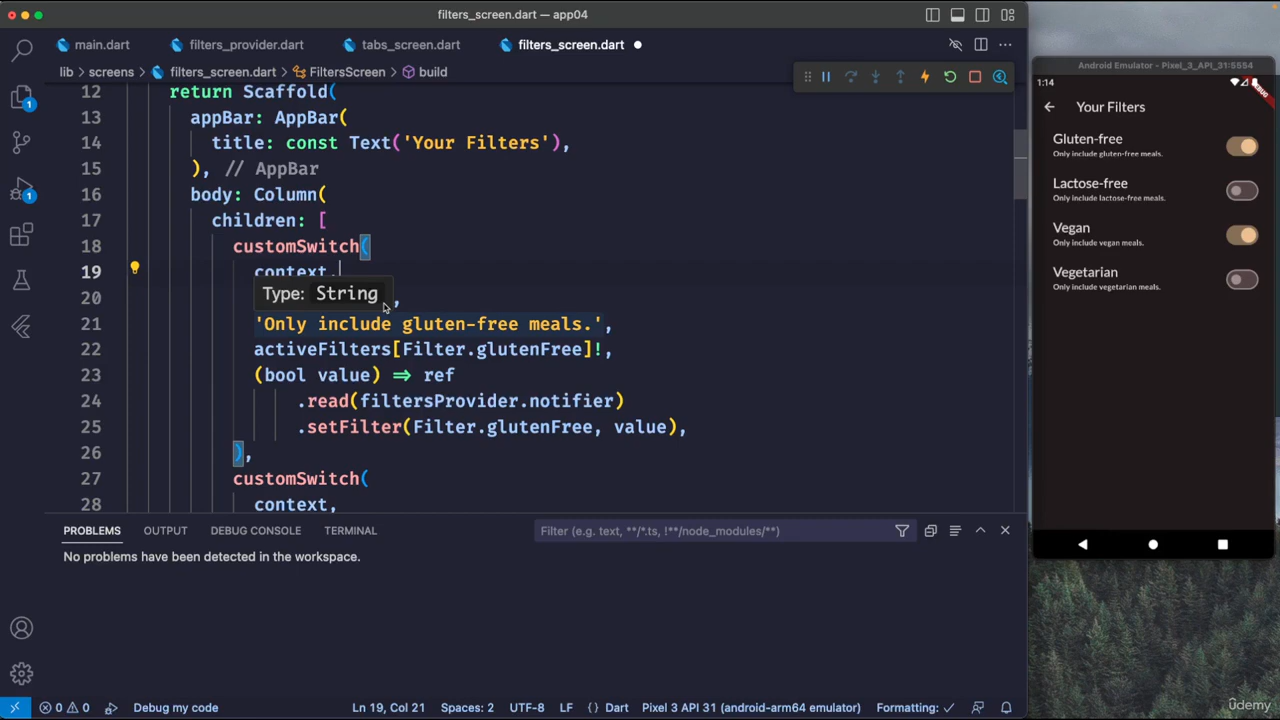 filters_screen.dart — app04
main.dart
filters_provider.dart
tabs_screen.dart
filters_screen.dart
lib > screens > filters_screen.dart > FiltersScreen > build
12 return Scaffold(
13 appBar: AppBar(
14 title: const Text('Your Filters'),
15 ), // AppBar
16 body: Column(
17 children: [
18 customSwitch(
19 context,
Type: String
20 ,
21 'Only include gluten-free meals.',
22 activeFilters[Filter.glutenFree]!,
23 (bool value) => ref
24 .read(filtersProvider.notifier)
25 .setFilter(Filter.glutenFree, value),
26 ),
27 customSwitch(
28 context,
PROBLEMS OUTPUT DEBUG CONSOLE TERMINAL
Filter (e.g. text, **/*.ts, !**/node_modules/**)
No problems have been detected in the workspace.
1
1
0 0 Debug my code Ln 19, Col 21 Spaces: 2 UTF-8 LF {} Dart Pixel 3 API 31 (android-arm64 emulator) Formatting: ✓
Android Emulator - Pixel_3_API_31:5554
1:14
DEBUG
Your Filters
Gluten-free
Only include gluten-free meals.
Lactose-free
Only include lactose-free meals.
Vegan
Only include vegan meals.
Vegetarian
Only include vegetarian meals.
ûdemy